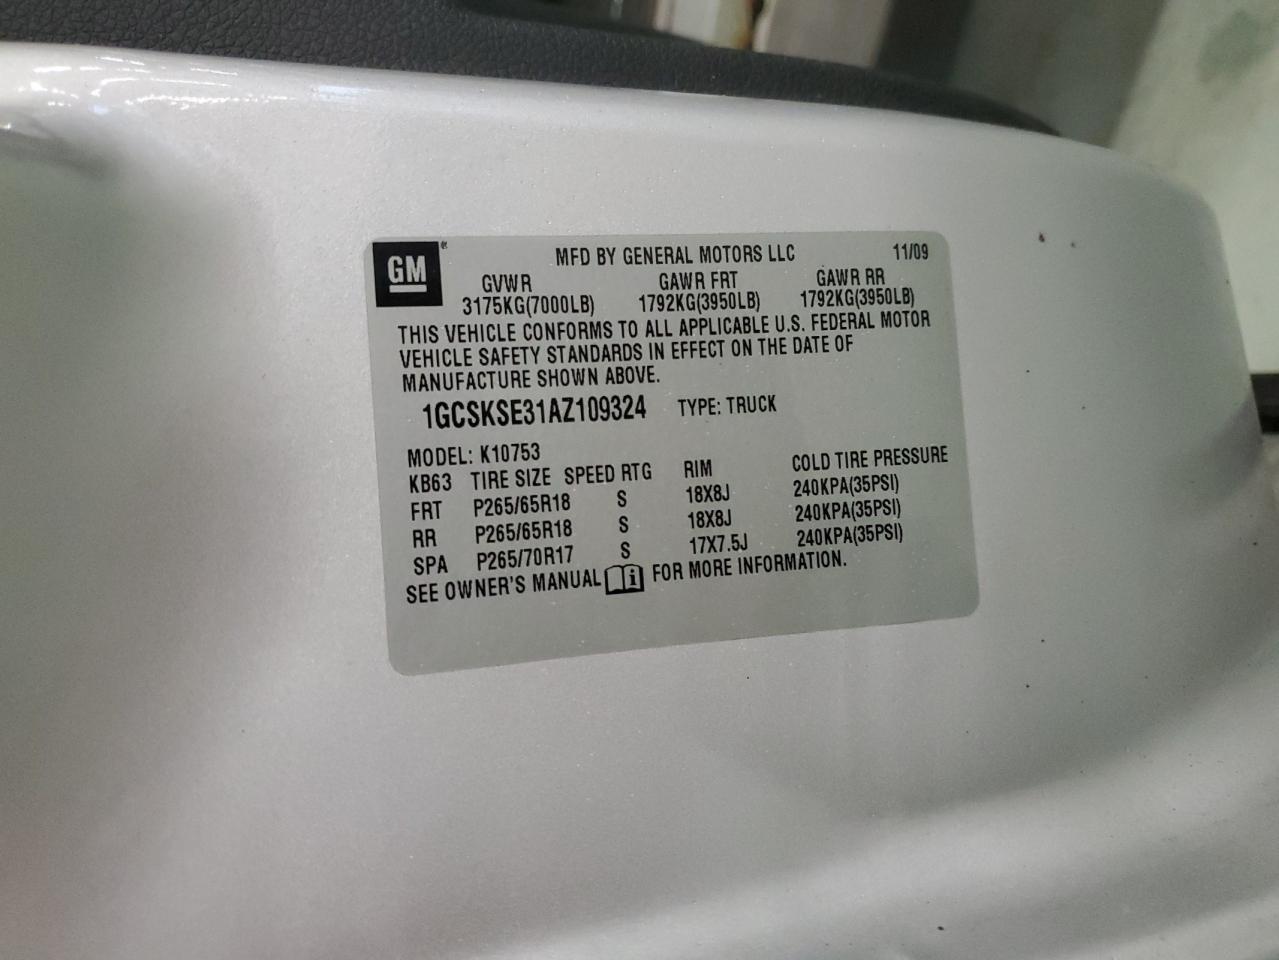 GM MFD BY GENERAL MOTORS LLC 11/09
GVWR GAWR FRT GAWR RR
3175KG(7000LB) 1792KG(3950LB) 1792KG(3950LB)
THIS VEHICLE CONFORMS TO ALL APPLICABLE U.S. FEDERAL MOTOR
VEHICLE SAFETY STANDARDS IN EFFECT ON THE DATE OF
MANUFACTURE SHOWN ABOVE.
1GCSKSE31AZ109324 TYPE: TRUCK
MODEL: K10753
KB63 TIRE SIZE SPEED RTG RIM COLD TIRE PRESSURE
FRT P265/65R18 S 18X8J 240KPA(35PSI)
RR P265/65R18 S 18X8J 240KPA(35PSI)
SPA P265/70R17 S 17X7.5J 240KPA(35PSI)
SEE OWNER'S MANUAL i FOR MORE INFORMATION.